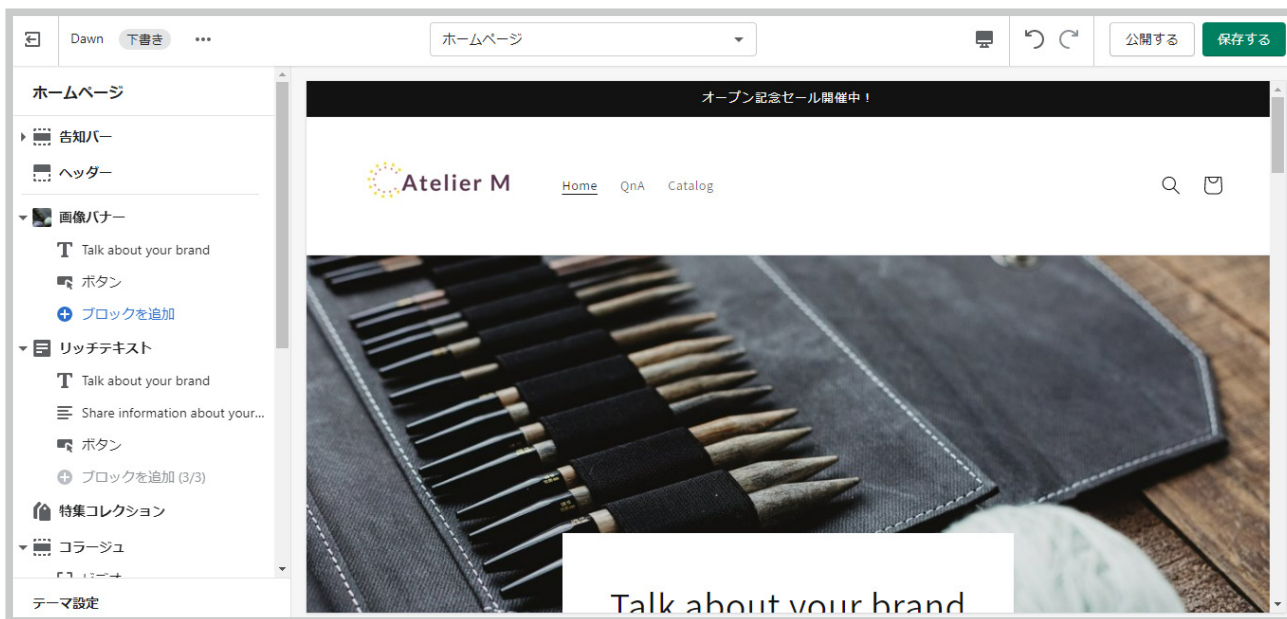 Dawn 下書き •••
ホームページ
公開する
保存する
ホームページ
告知バー
ヘッダー
画像バナー
Talk about your brand
ボタン
ブロックを追加
リッチテキスト
Talk about your brand
Share information about your...
ボタン
ブロックを追加 (3/3)
特集コレクション
コラージュ
テーマ設定
オープン記念セール開催中！
Atelier M
Home QnA Catalog
Talk about your brand